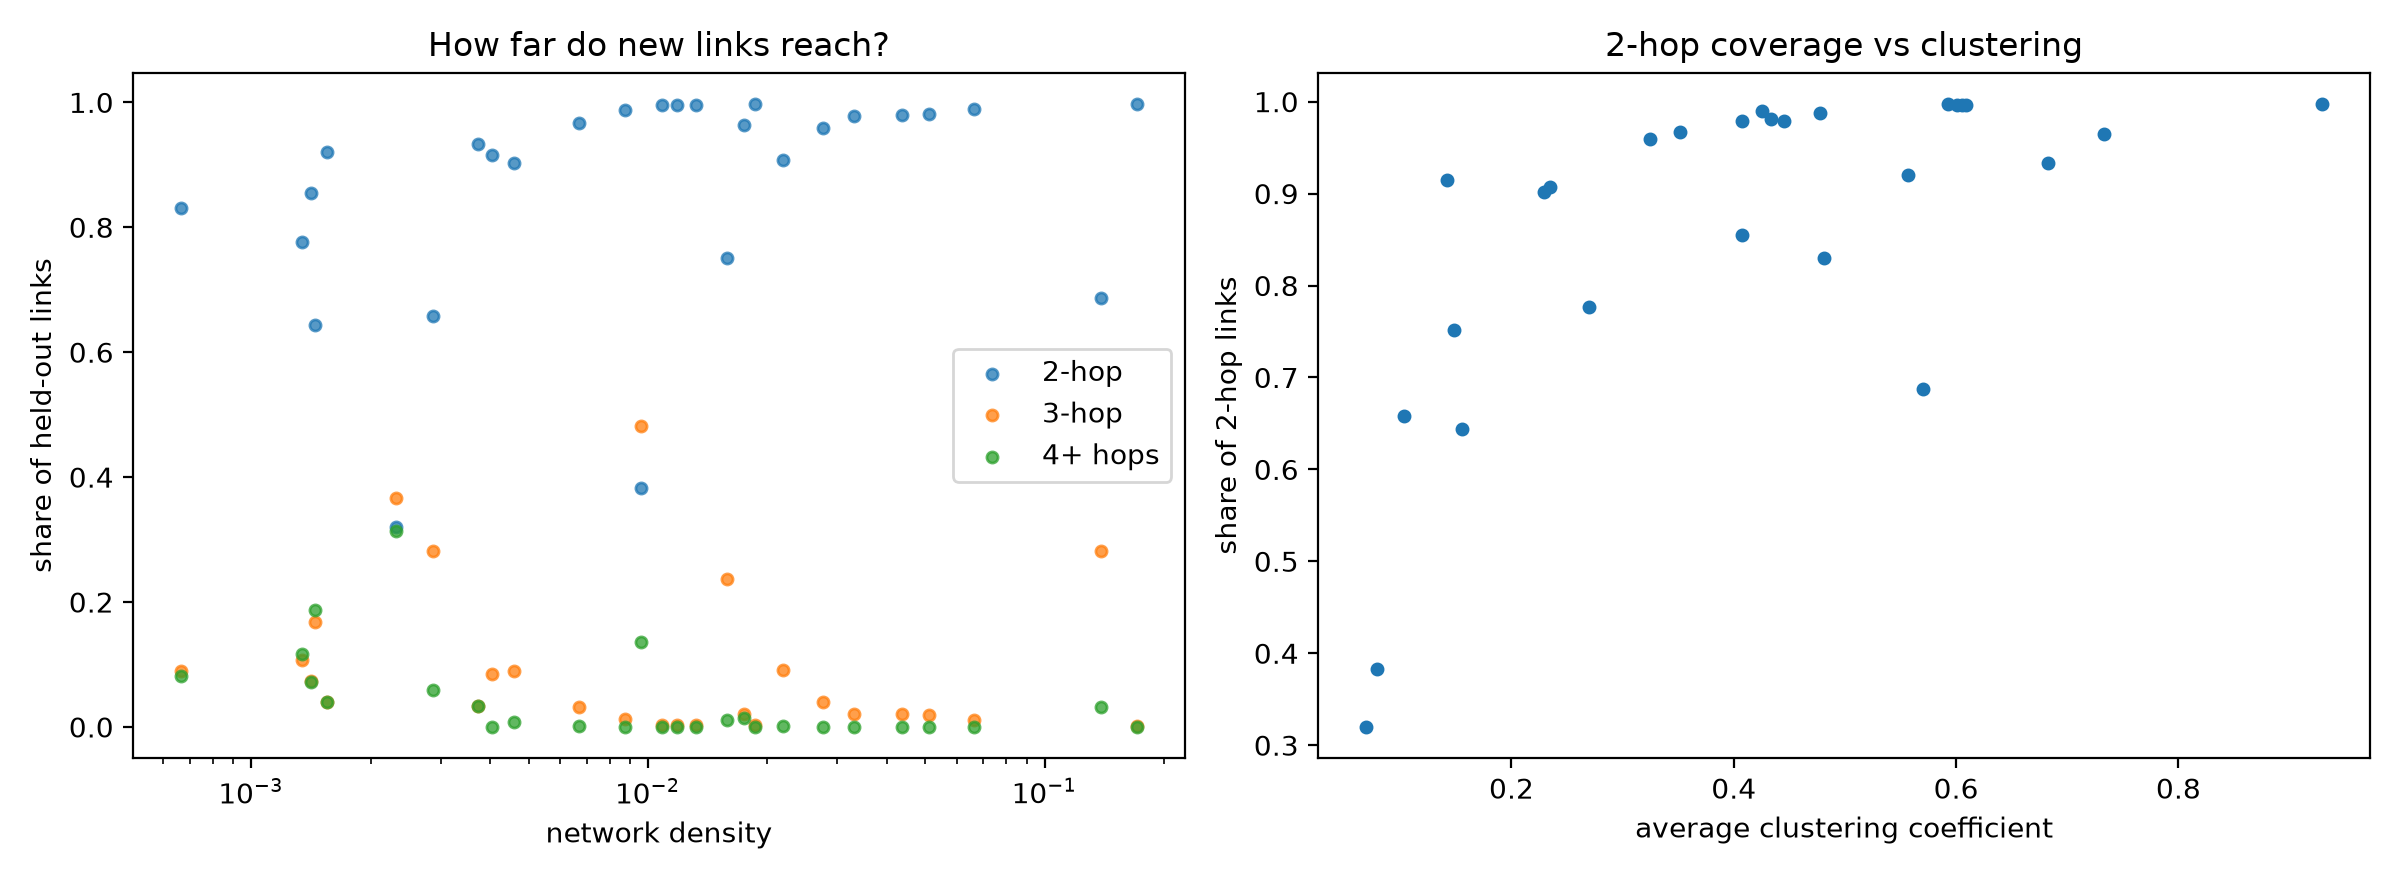 How far do new links reach?
1.0
0.8
0.6
0.4
0.2
0.0
share of held-out links
10⁻³
10⁻²
10⁻¹
network density
2-hop
3-hop
4+ hops
2-hop coverage vs clustering
1.0
0.9
0.8
0.7
0.6
0.5
0.4
0.3
share of 2-hop links
0.2
0.4
0.6
0.8
average clustering coefficient